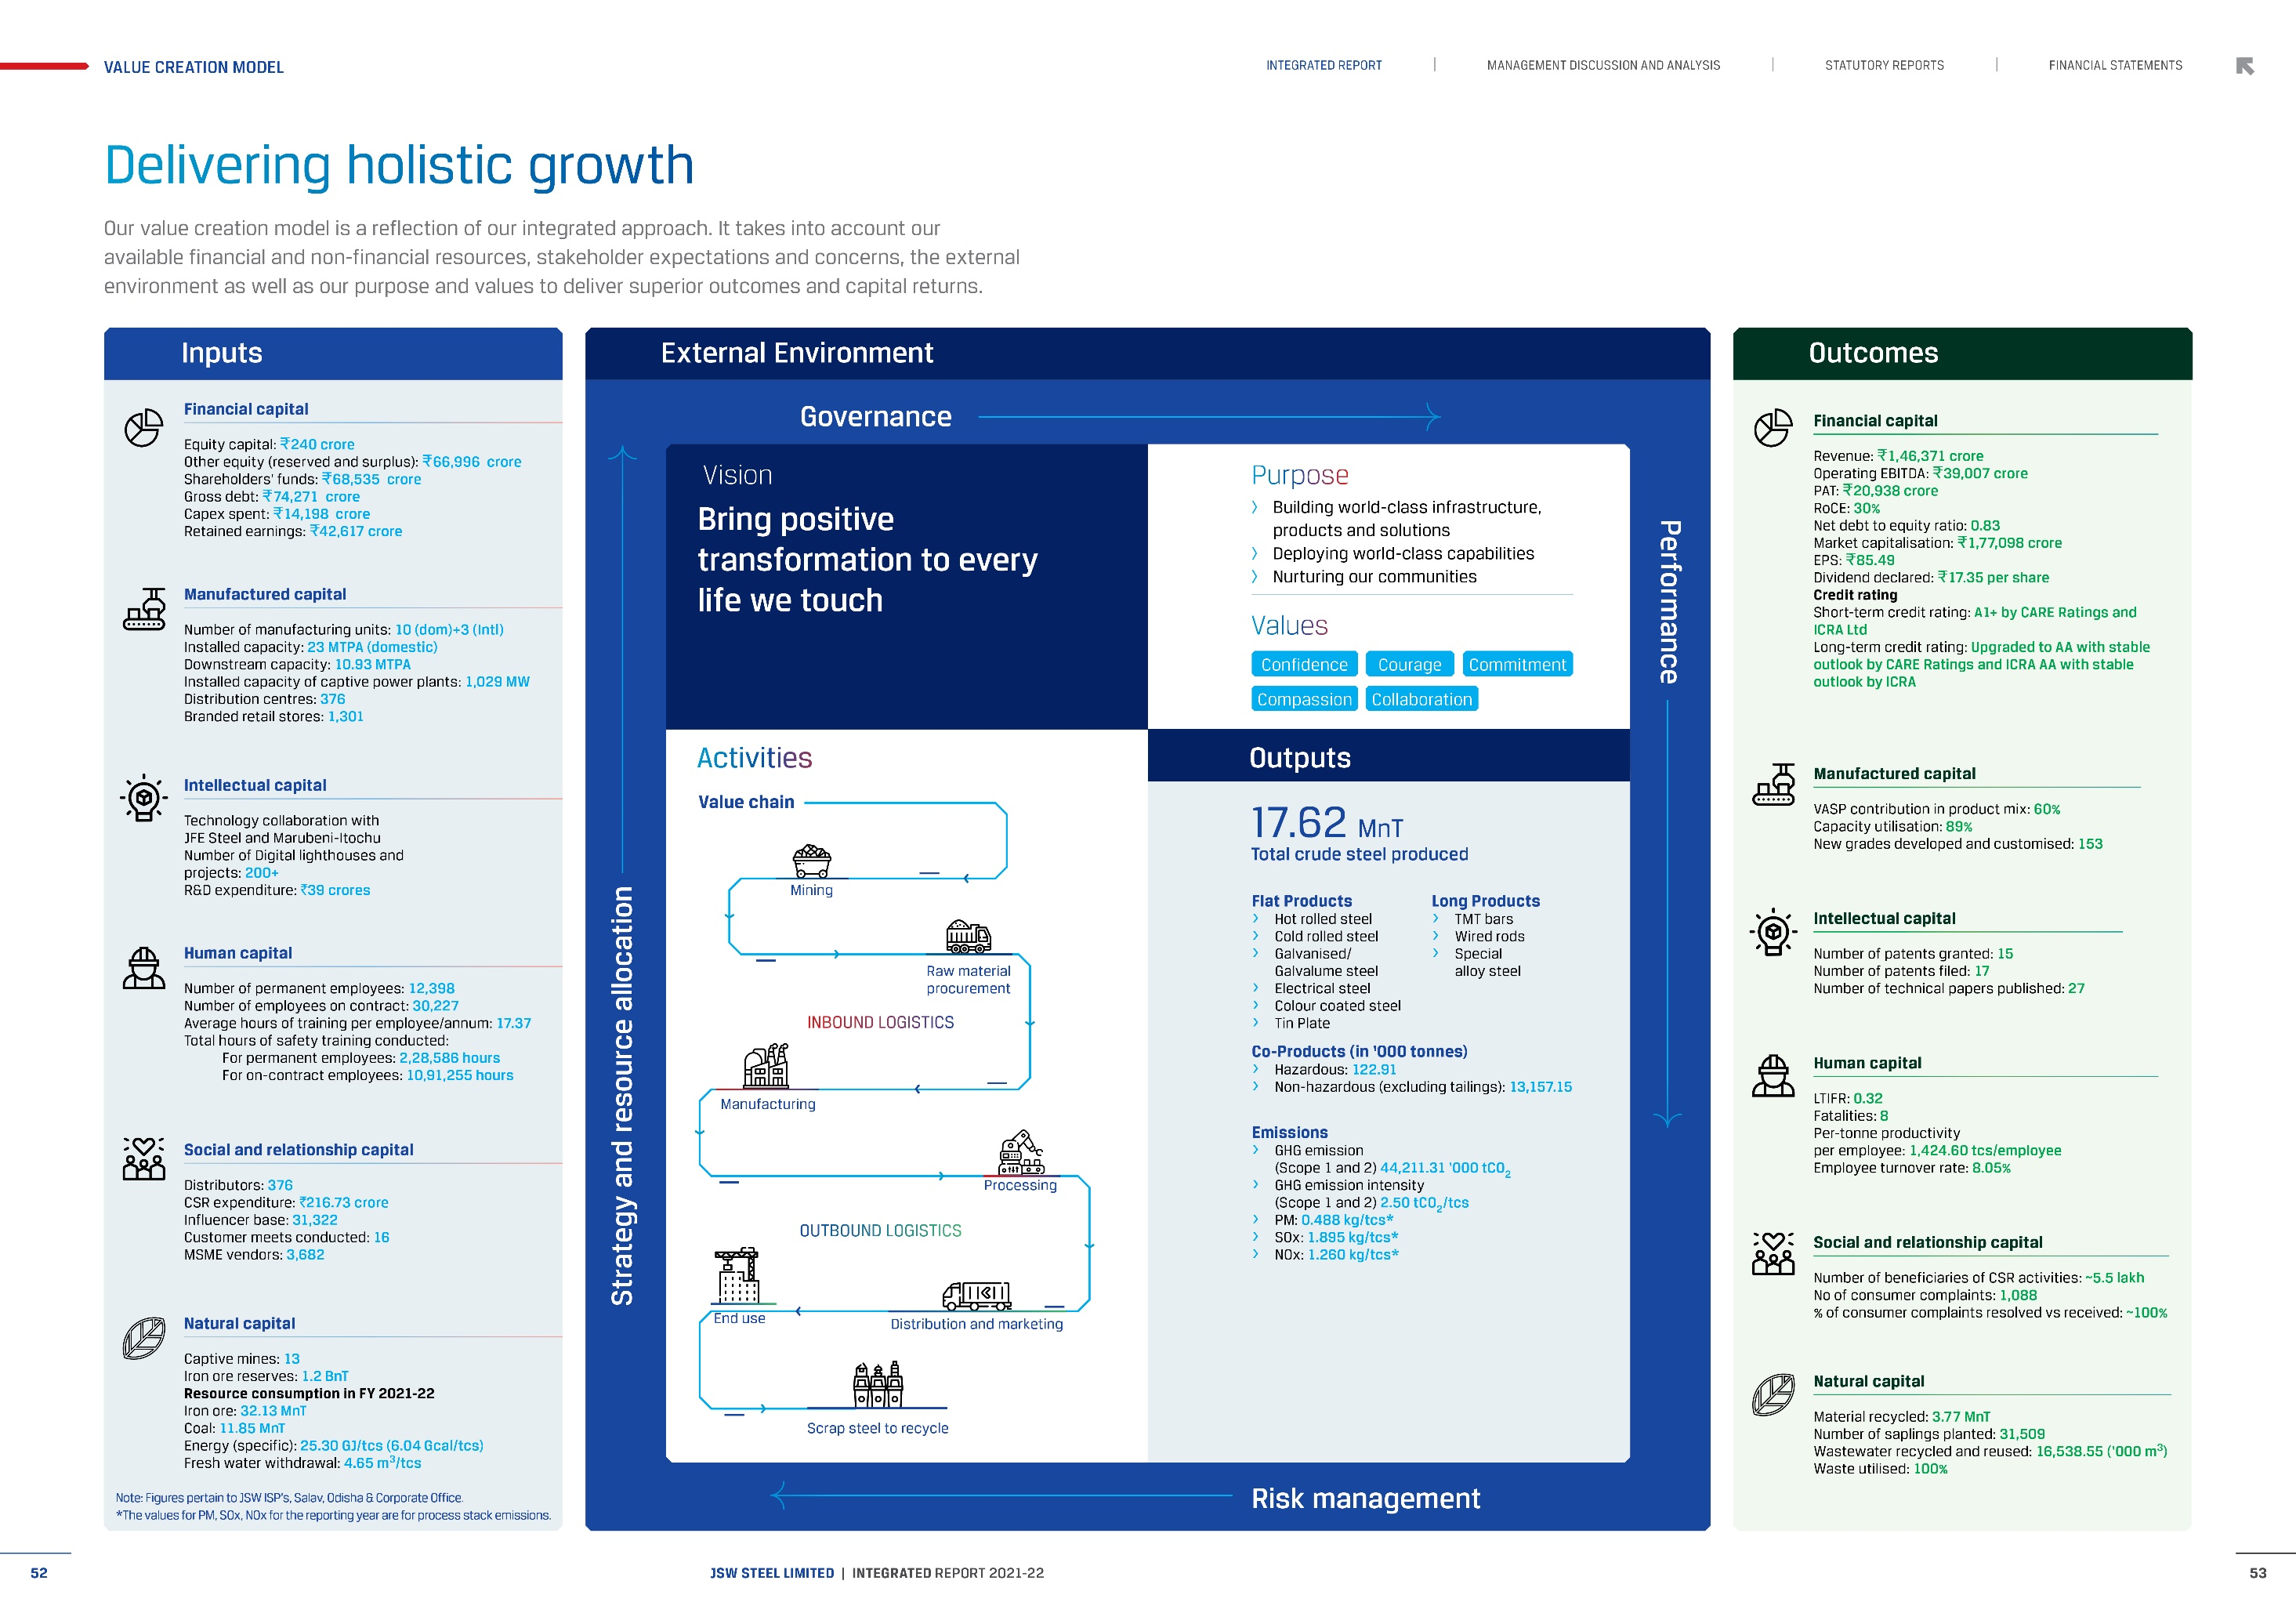 VALUE CREATION MODEL
INTEGRATED REPORT | MANAGEMENT DISCUSSION AND ANALYSIS | STATUTORY REPORTS | FINANCIAL STATEMENTS
Delivering holistic growth
Our value creation model is a reflection of our integrated approach. It takes into account our
available financial and non-financial resources, stakeholder expectations and concerns, the external
environment as well as our purpose and values to deliver superior outcomes and capital returns.
Inputs
Financial capital
Equity capital: ₹240 crore
Other equity (reserved and surplus): ₹66,996 crore
Shareholders' funds: ₹68,535 crore
Gross debt: ₹74,271 crore
Capex spent: ₹14,198 crore
Retained earnings: ₹42,617 crore
Manufactured capital
Number of manufacturing units: 10 (dom)+3 (Intl)
Installed capacity: 23 MTPA (domestic)
Downstream capacity: 10.93 MTPA
Installed capacity of captive power plants: 1,029 MW
Distribution centres: 376
Branded retail stores: 1,301
Intellectual capital
Technology collaboration with
JFE Steel and Marubeni-Itochu
Number of Digital lighthouses and
projects: 200+
R&D expenditure: ₹39 crores
Human capital
Number of permanent employees: 12,398
Number of employees on contract: 30,227
Average hours of training per employee/annum: 17.37
Total hours of safety training conducted:
For permanent employees: 2,28,586 hours
For on-contract employees: 10,91,255 hours
Social and relationship capital
Distributors: 376
CSR expenditure: ₹216.73 crore
Influencer base: 31,322
Customer meets conducted: 16
MSME vendors: 3,682
Natural capital
Captive mines: 13
Iron ore reserves: 1.2 BnT
Resource consumption in FY 2021-22
Iron ore: 32.13 MnT
Coal: 11.85 MnT
Energy (specific): 25.30 GJ/tcs (6.04 Gcal/tcs)
Fresh water withdrawal: 4.65 m³/tcs
Note: Figures pertain to JSW ISP's, Salav, Odisha & Corporate Office.
*The values for PM, SOx, NOx for the reporting year are for process stack emissions.
External Environment
Governance
Strategy and resource allocation
Vision
Bring positive
transformation to every
life we touch
Purpose
› Building world-class infrastructure,
products and solutions
› Deploying world-class capabilities
› Nurturing our communities
Values
Confidence Courage Commitment
Compassion Collaboration
Performance
Activities
Value chain
Mining
Raw material
procurement
INBOUND LOGISTICS
Manufacturing
Processing
OUTBOUND LOGISTICS
End use
Distribution and marketing
Scrap steel to recycle
Outputs
17.62 MnT
Total crude steel produced
Flat Products
› Hot rolled steel
› Cold rolled steel
› Galvanised/
Galvalume steel
› Electrical steel
› Colour coated steel
› Tin Plate
Long Products
› TMT bars
› Wired rods
› Special
alloy steel
Co-Products (in '000 tonnes)
› Hazardous: 122.91
› Non-hazardous (excluding tailings): 13,157.15
Emissions
› GHG emission
(Scope 1 and 2) 44,211.31 '000 tCO₂
› GHG emission intensity
(Scope 1 and 2) 2.50 tCO₂/tcs
› PM: 0.488 kg/tcs*
› SOx: 1.895 kg/tcs*
› NOx: 1.260 kg/tcs*
Risk management
Outcomes
Financial capital
Revenue: ₹1,46,371 crore
Operating EBITDA: ₹39,007 crore
PAT: ₹20,938 crore
RoCE: 30%
Net debt to equity ratio: 0.83
Market capitalisation: ₹1,77,098 crore
EPS: ₹85.49
Dividend declared: ₹17.35 per share
Credit rating
Short-term credit rating: A1+ by CARE Ratings and
ICRA Ltd
Long-term credit rating: Upgraded to AA with stable
outlook by CARE Ratings and ICRA AA with stable
outlook by ICRA
Manufactured capital
VASP contribution in product mix: 60%
Capacity utilisation: 89%
New grades developed and customised: 153
Intellectual capital
Number of patents granted: 15
Number of patents filed: 17
Number of technical papers published: 27
Human capital
LTIFR: 0.32
Fatalities: 8
Per-tonne productivity
per employee: 1,424.60 tcs/employee
Employee turnover rate: 8.05%
Social and relationship capital
Number of beneficiaries of CSR activities: ~5.5 lakh
No of consumer complaints: 1,088
% of consumer complaints resolved vs received: ~100%
Natural capital
Material recycled: 3.77 MnT
Number of saplings planted: 31,509
Wastewater recycled and reused: 16,538.55 ('000 m³)
Waste utilised: 100%
52
JSW STEEL LIMITED | INTEGRATED REPORT 2021-22
53